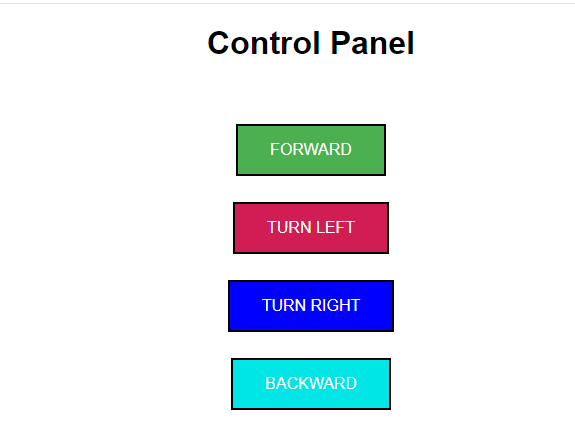 Control Panel
FORWARD
TURN LEFT
TURN RIGHT
BACKWARD